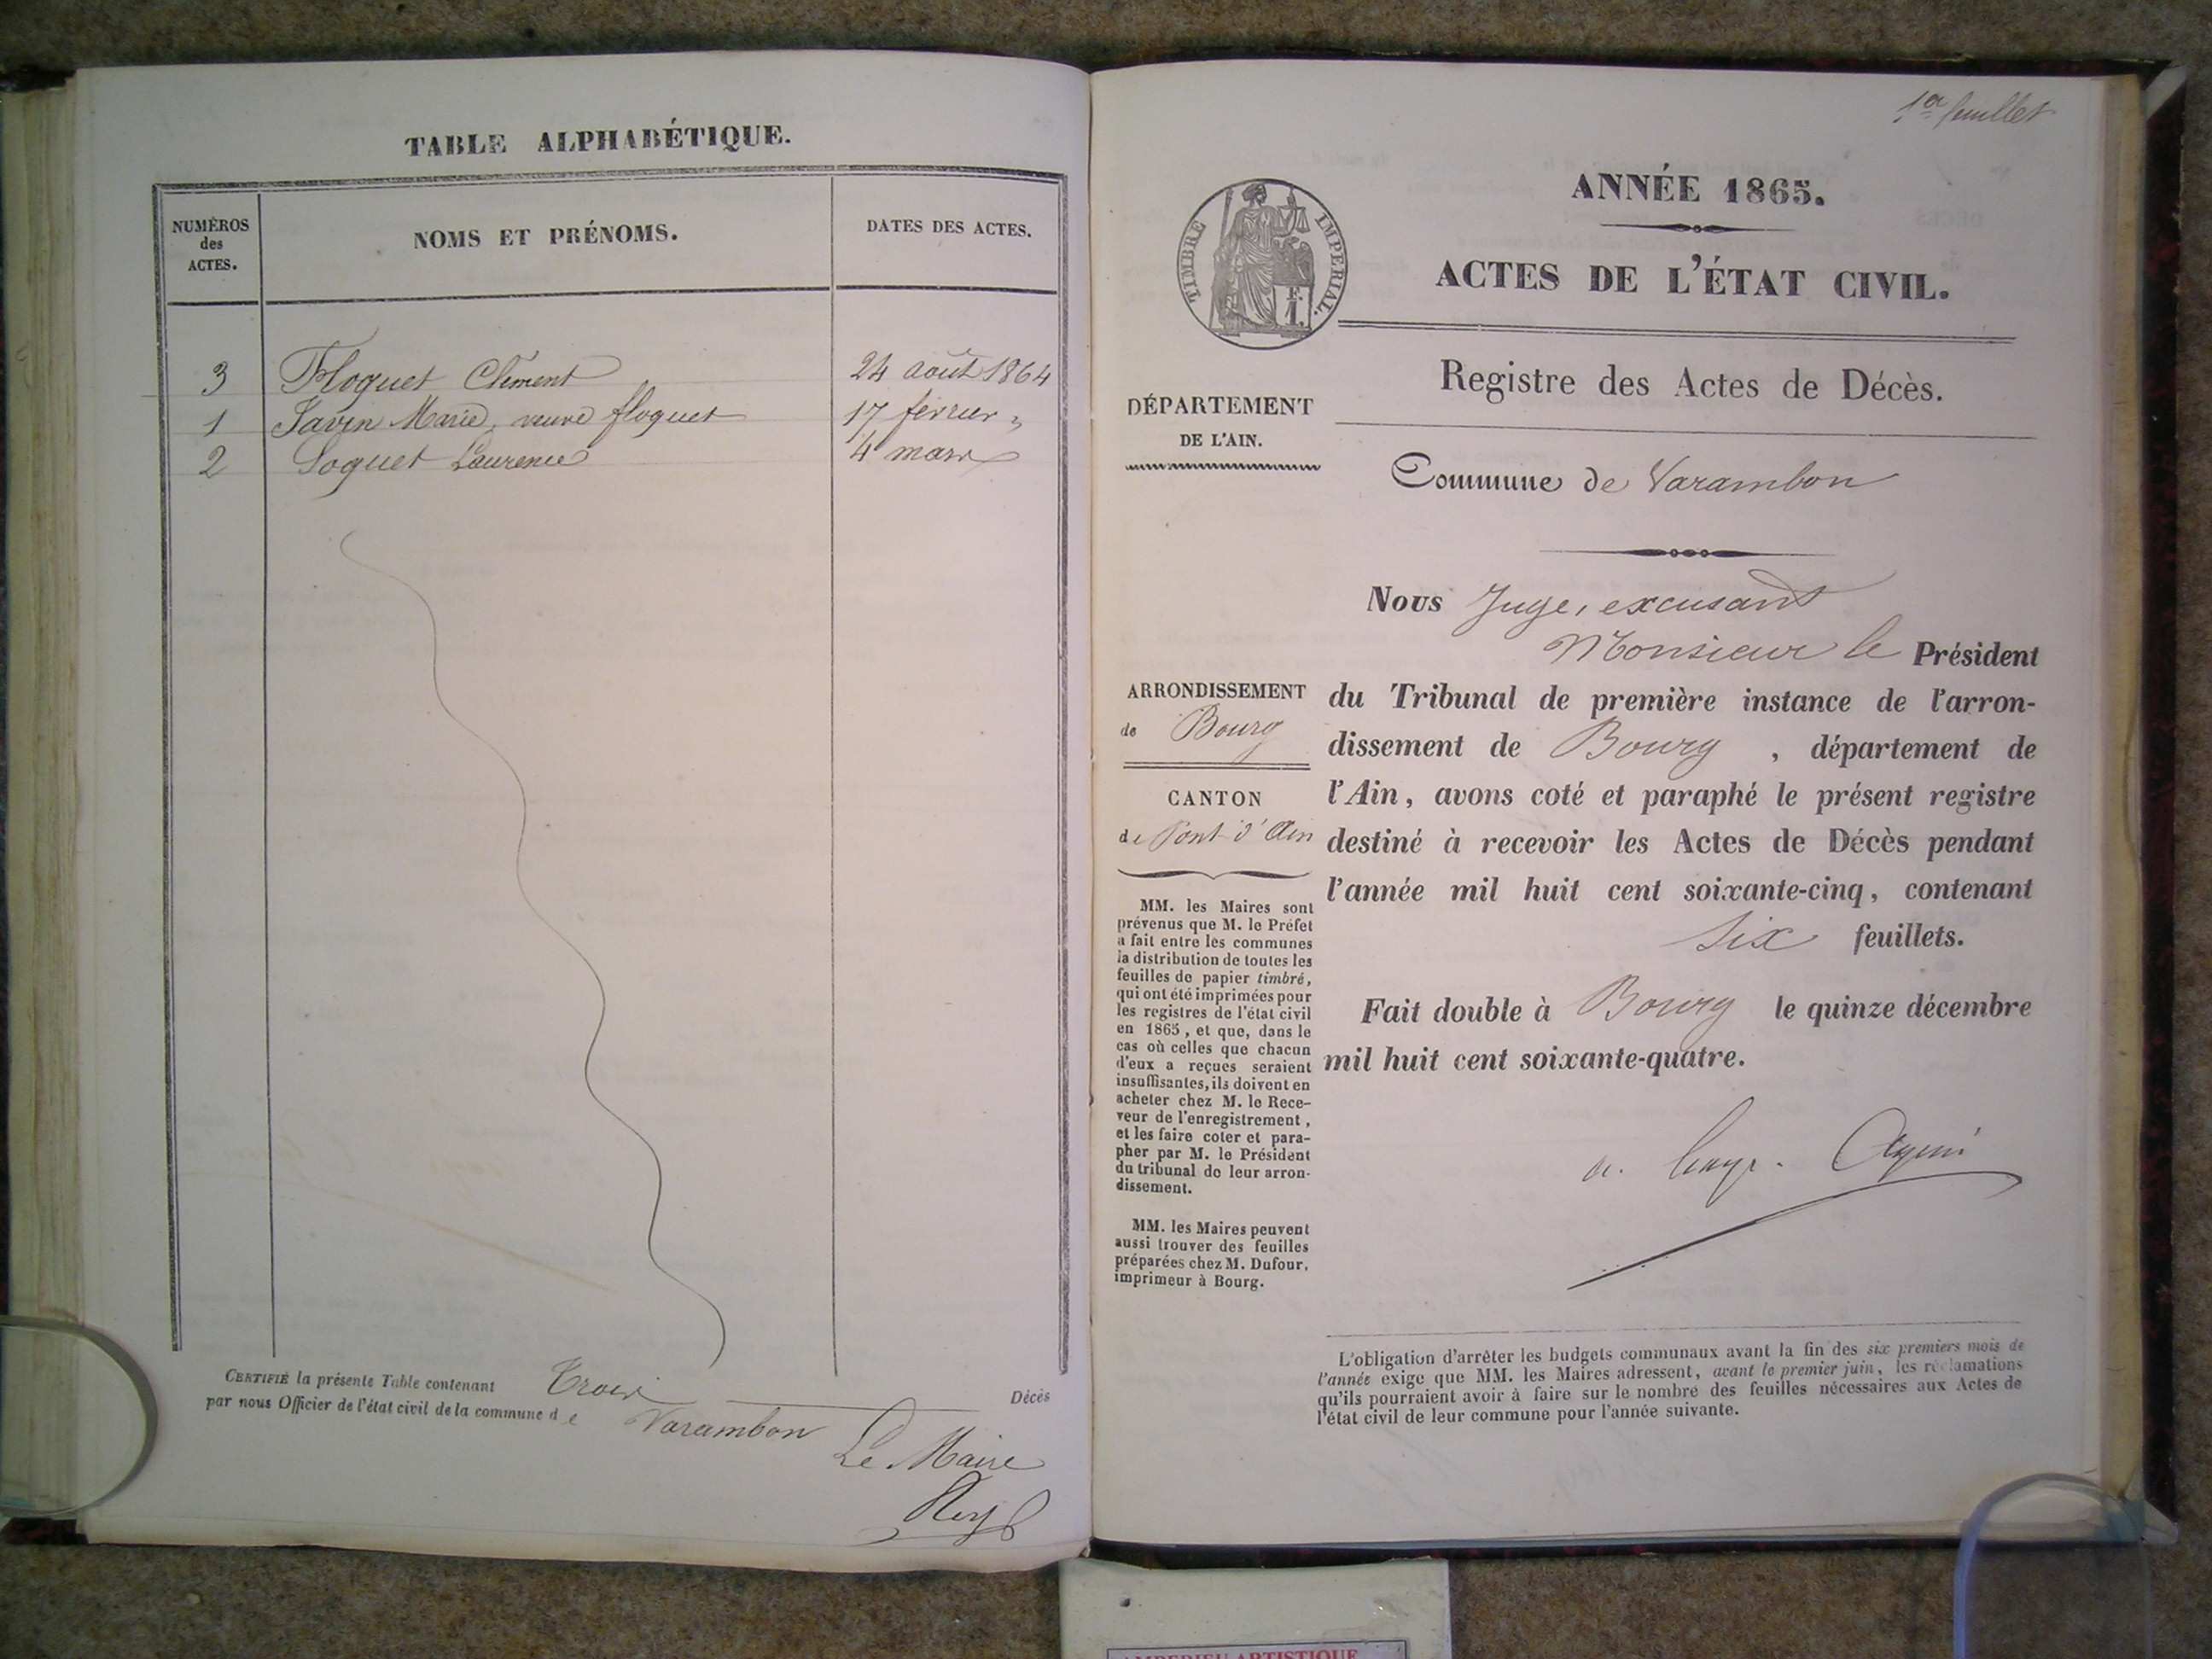 TABLE ALPHABÉTIQUE.
NUMÉROS des ACTES.
NOMS ET PRÉNOMS.
DATES DES ACTES.
3 Floquet Clément 24 août 1864
1 Javin Marie, veuve floquet 17 février "
2 Loquet Laurence 4 mars
CERTIFIÉ la présente Table contenant Trois Décès
par nous Officier de l'état civil de la commune de Varambon
Le Maire
1er feuillet
ANNÉE 1865.
TIMBRE IMPERIAL.
F.
1.
ACTES DE L'ÉTAT CIVIL.
Registre des Actes de Décès.
DÉPARTEMENT
DE L'AIN.
Commune de Varambon
Nous Juge, excusant
Monsieur le Président
du Tribunal de première instance de l'arron-
dissement de Bourg, département de
l'Ain, avons coté et paraphé le présent registre
destiné à recevoir les Actes de Décès pendant
l'année mil huit cent soixante-cinq, contenant
six feuillets.
Fait double à Bourg le quinze décembre
mil huit cent soixante-quatre.
ARRONDISSEMENT
de Bourg
CANTON
de Pont d'Ain
MM. les Maires sont
prévenus que M. le Préfet
a fait entre les communes
la distribution de toutes les
feuilles de papier timbré,
qui ont été imprimées pour
les registres de l'état civil
en 1865, et que, dans le
cas où celles que chacun
d'eux a reçues seraient
insuffisantes, ils doivent en
acheter chez M. le Rece-
veur de l'enregistrement,
et les faire coter et para-
pher par M. le Président
du tribunal de leur arron-
dissement.
MM. les Maires peuvent
aussi trouver des feuilles
préparées chez M. Dufour,
imprimeur à Bourg.
L'obligation d'arrêter les budgets communaux avant la fin des six premiers mois de
l'année exige que MM. les Maires adressent, avant le premier juin, les réclamations
qu'ils pourraient avoir à faire sur le nombre des feuilles nécessaires aux Actes de
l'état civil de leur commune pour l'année suivante.
AMBERIEU ARTISTIQUE